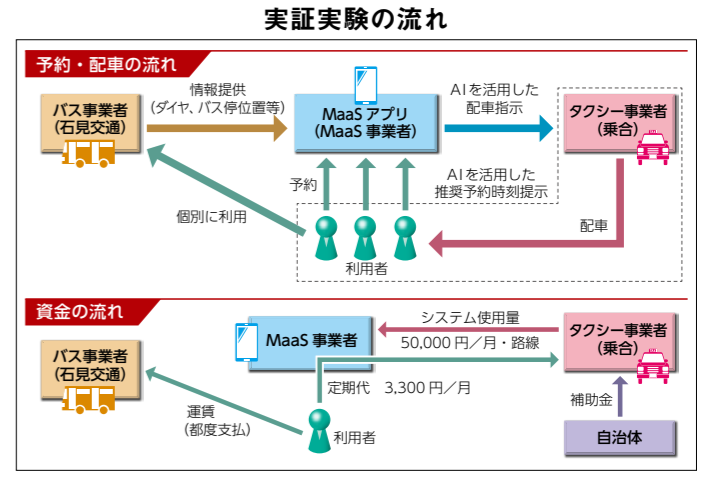 実証実験の流れ
予約・配車の流れ
バス事業者
(石見交通)
情報提供
(ダイヤ、バス停位置等)
MaaS アプリ
(MaaS 事業者)
AIを活用した
配車指示
タクシー事業者
(乗合)
予約
AIを活用した
推奨予約時刻提示
個別に利用
配車
利用者
資金の流れ
バス事業者
(石見交通)
MaaS 事業者
システム使用量
50,000 円/月・路線
タクシー事業者
(乗合)
定期代 3,300 円/月
運賃
(都度支払)
利用者
補助金
自治体